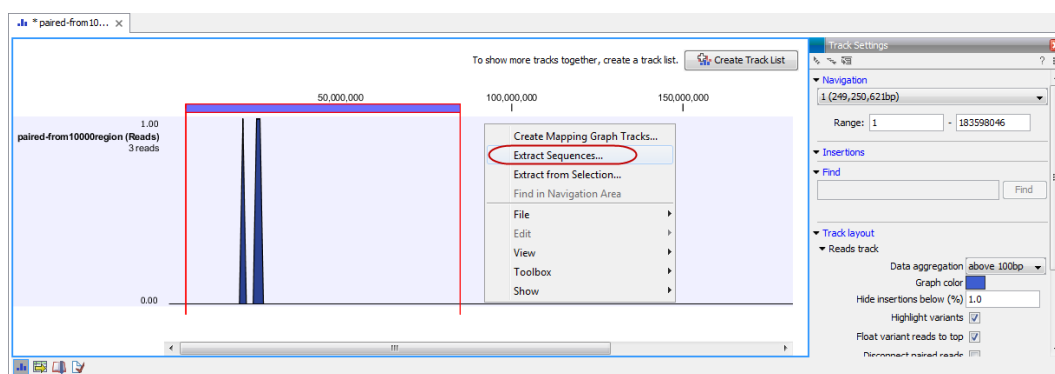 * paired-from10...
To show more tracks together, create a track list.
Create Track List
50,000,000
100,000,000
150,000,000
1.00
paired-from10000region (Reads)
3 reads
0.00
Create Mapping Graph Tracks...
Extract Sequences...
Extract from Selection...
Find in Navigation Area
File
Edit
View
Toolbox
Show
Track Settings
?
Navigation
1 (249,250,621bp)
Range: 1 - 183598046
Insertions
Find
Find
Track layout
Reads track
Data aggregation above 100bp
Graph color
Hide insertions below (%) 1.0
Highlight variants
Float variant reads to top
Disconnect paired reads